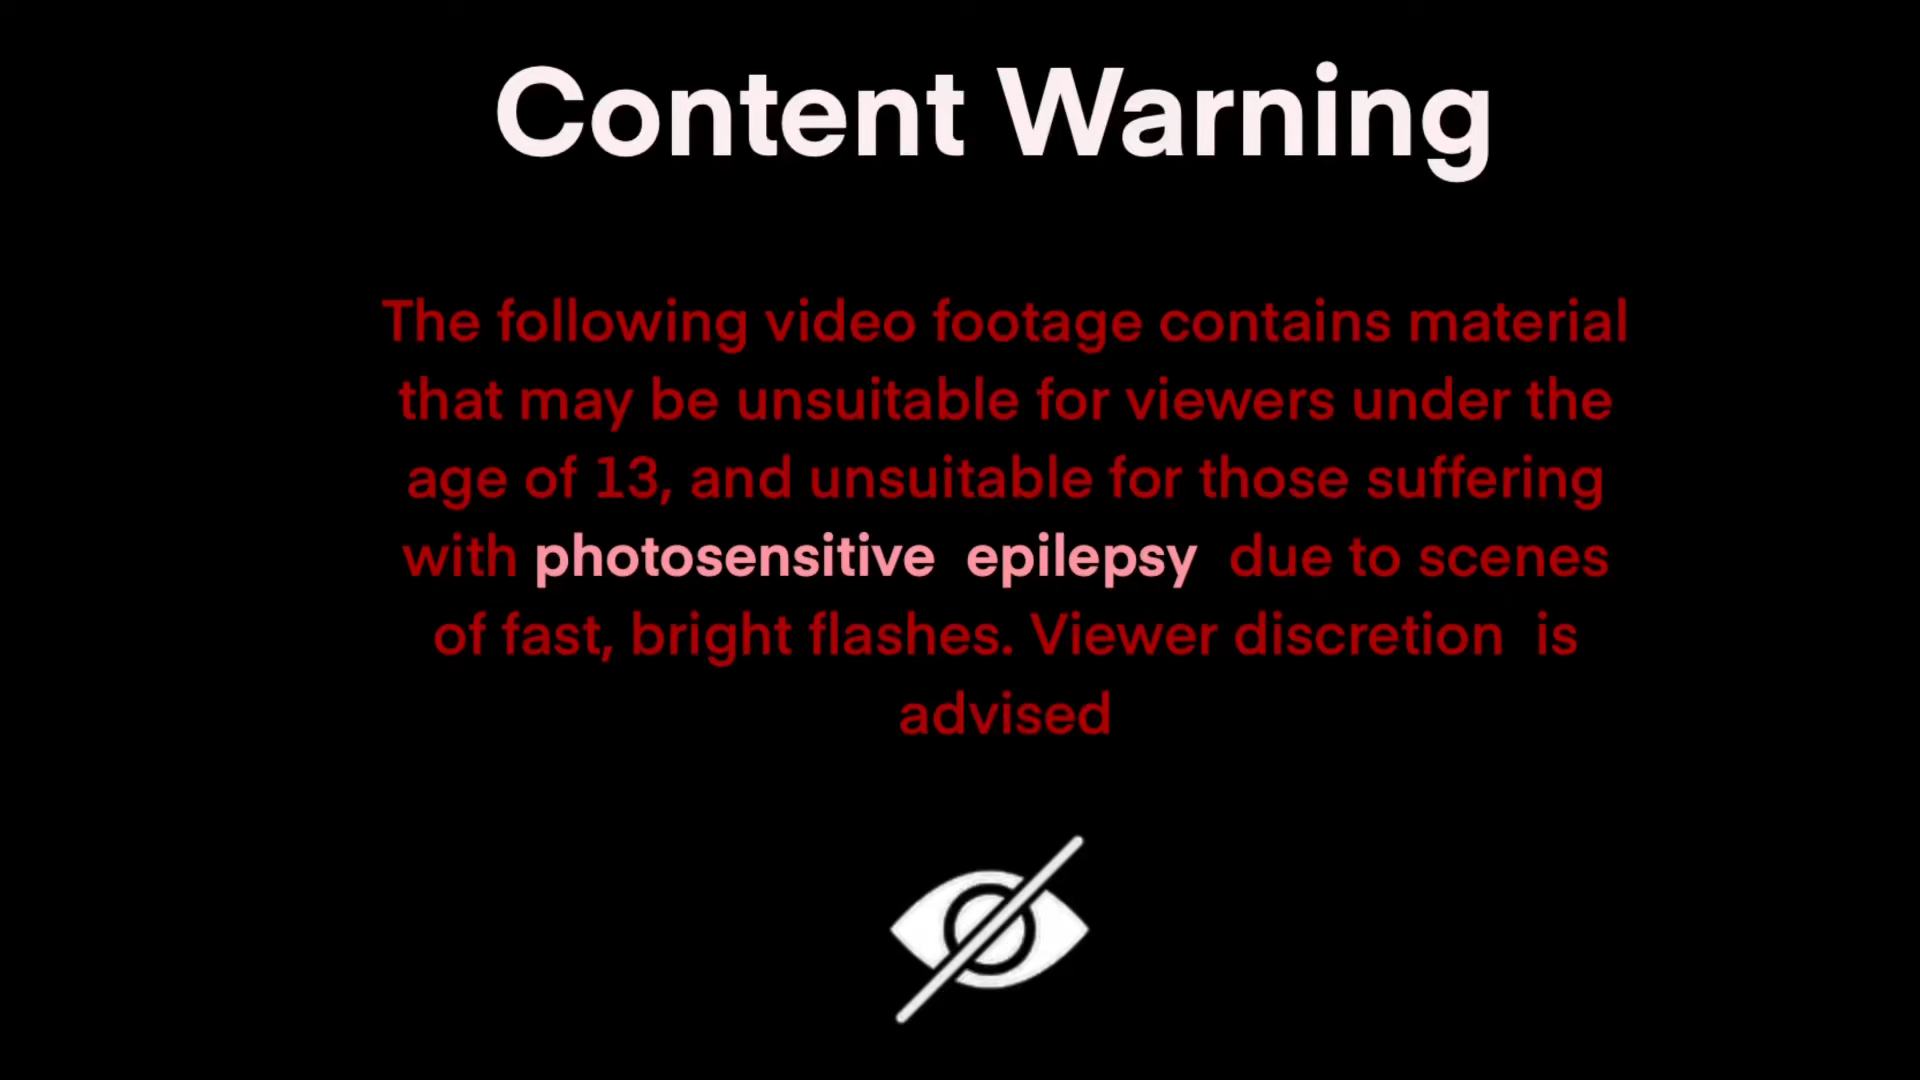 Content Warning
The following video footage contains material
that may be unsuitable for viewers under the
age of 13, and unsuitable for those suffering
with photosensitive epilepsy due to scenes
of fast, bright flashes. Viewer discretion is
advised